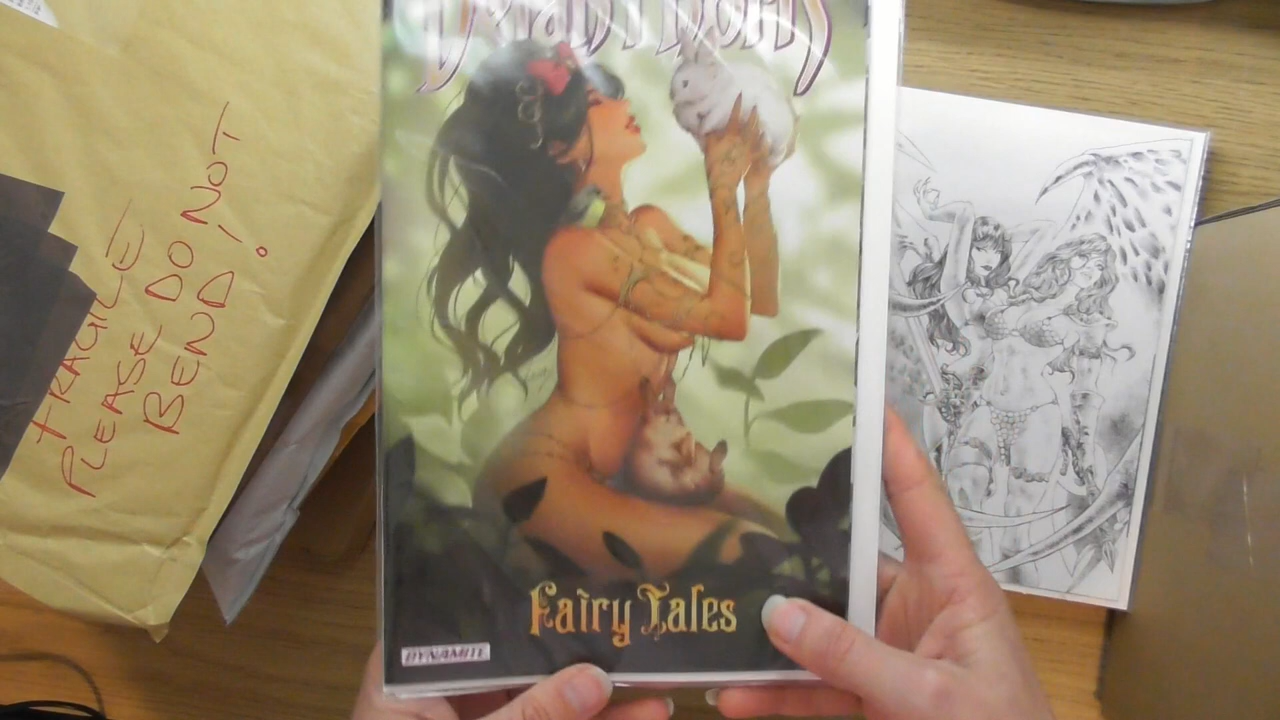 Fairy Tales
DYNAMITE
FRAGILE
PLEASE DO NOT
BEND!